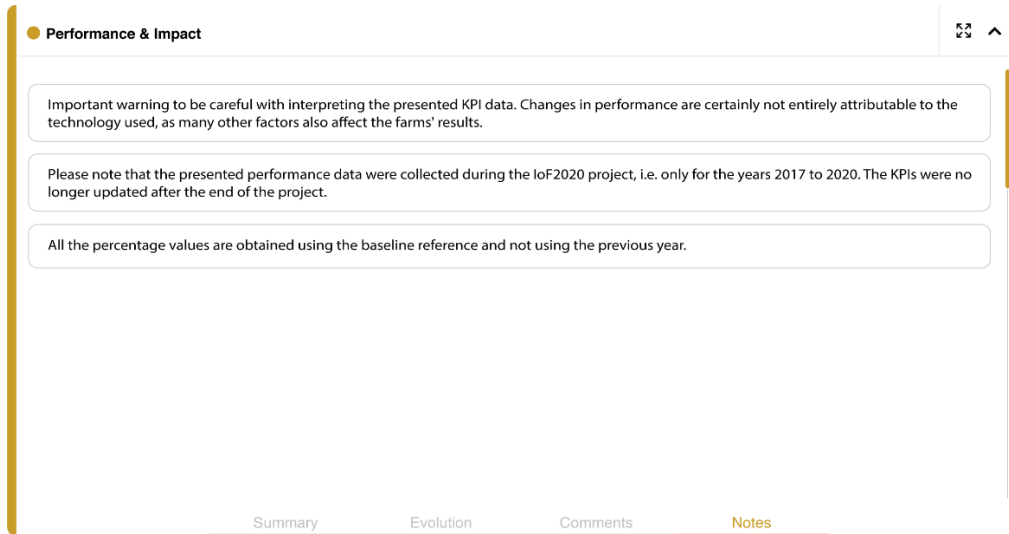 Performance & Impact
Important warning to be careful with interpreting the presented KPI data. Changes in performance are certainly not entirely attributable to the
technology used, as many other factors also affect the farms' results.
Please note that the presented performance data were collected during the IoF2020 project, i.e. only for the years 2017 to 2020. The KPIs were no
longer updated after the end of the project.
All the percentage values are obtained using the baseline reference and not using the previous year.
Summary Evolution Comments Notes